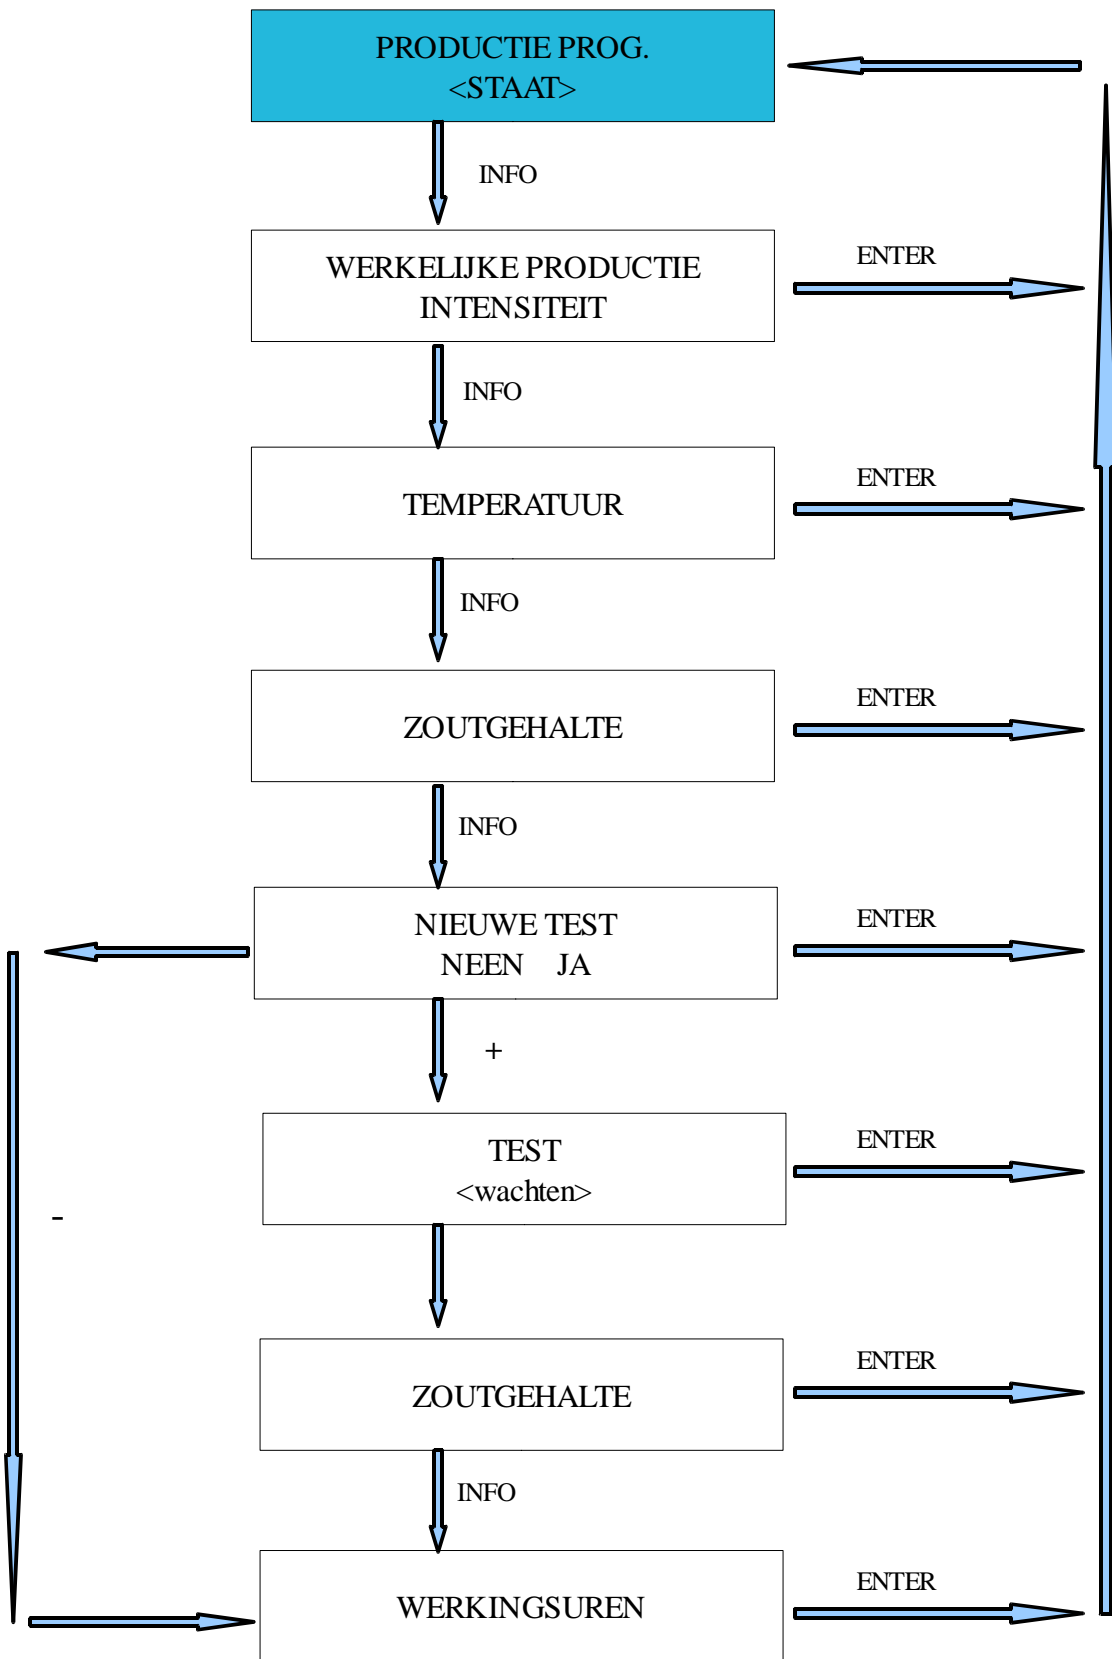 PRODUCTIE PROG.
<STAAT>
INFO
WERKELIJKE PRODUCTIE
INTENSITEIT
ENTER
INFO
TEMPERATUUR
ENTER
INFO
ZOUTGEHALTE
ENTER
INFO
NIEUWE TEST
NEEN JA
ENTER
+
TEST
<wachten>
ENTER
-
ZOUTGEHALTE
ENTER
INFO
WERKINGSUREN
ENTER